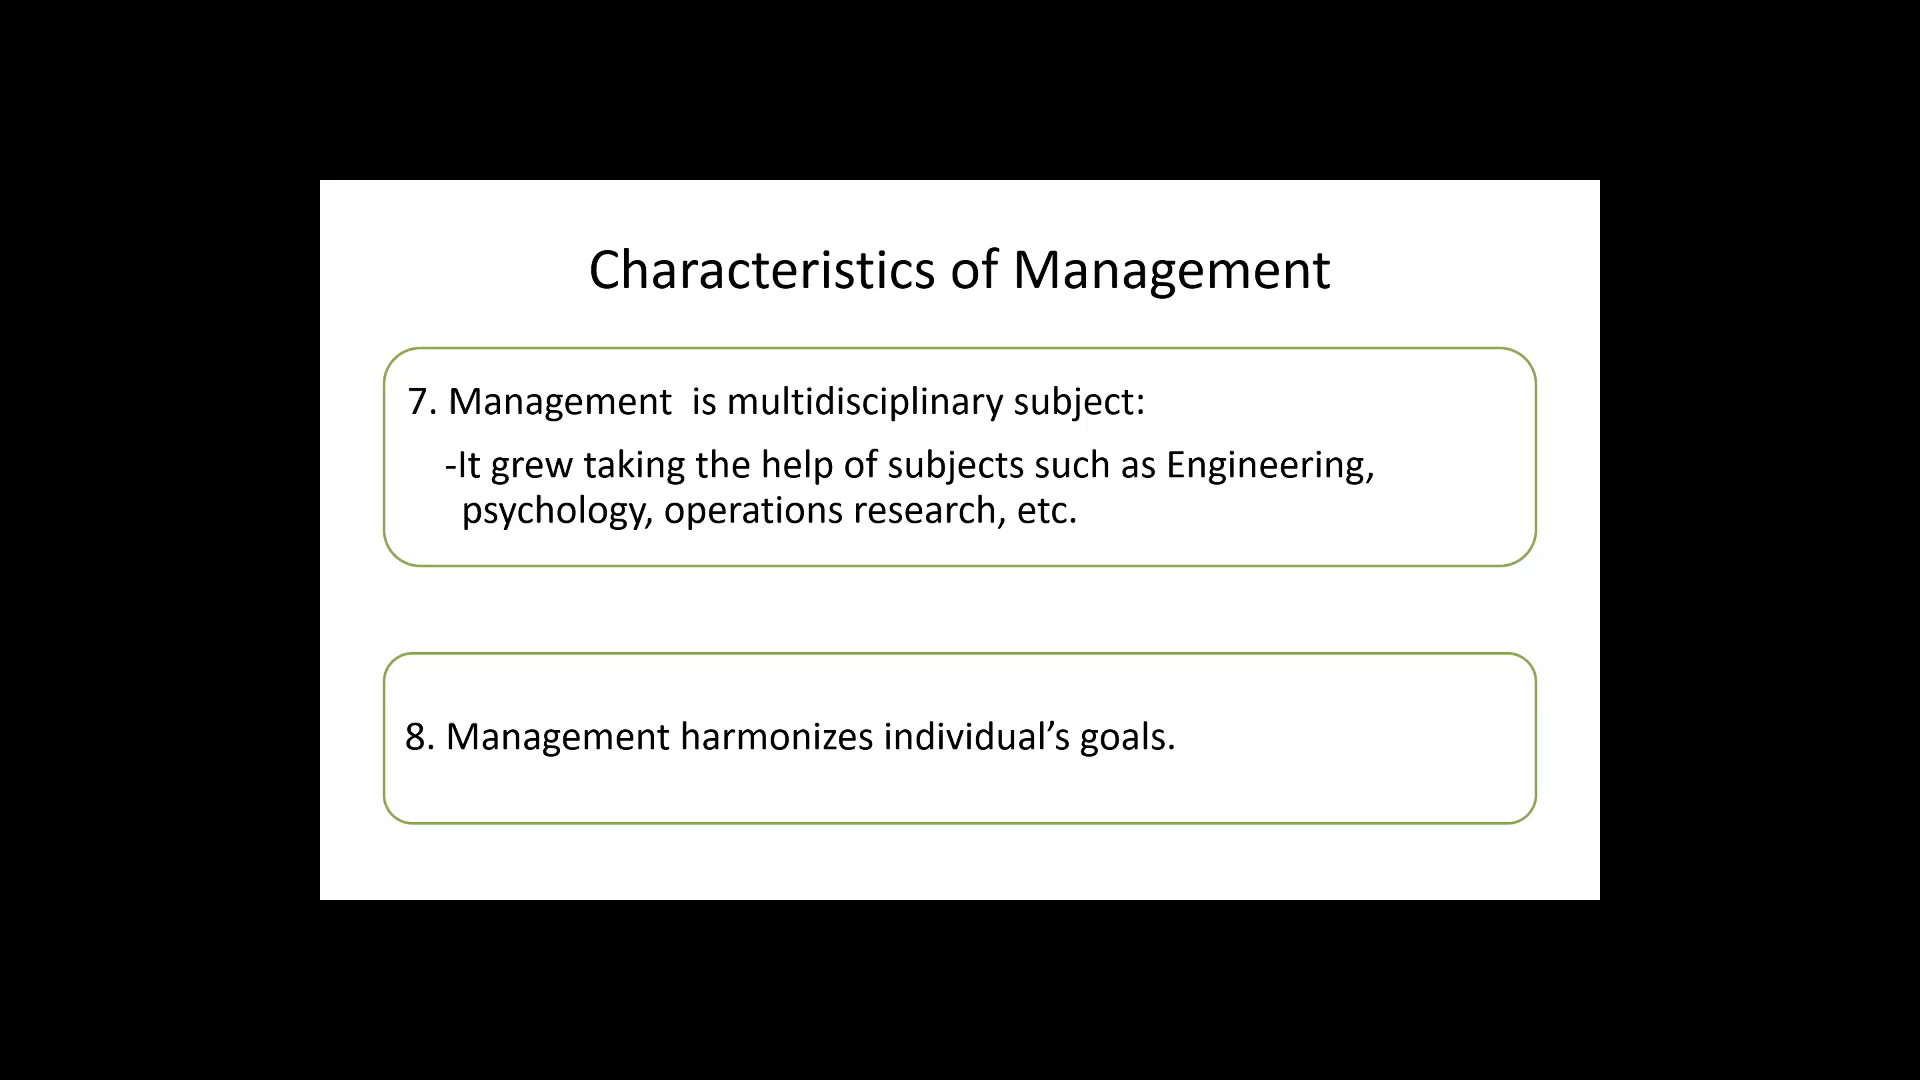 Characteristics of Management
7. Management  is multidisciplinary subject:
-It grew taking the help of subjects such as Engineering,
psychology, operations research, etc.
8. Management harmonizes individual’s goals.